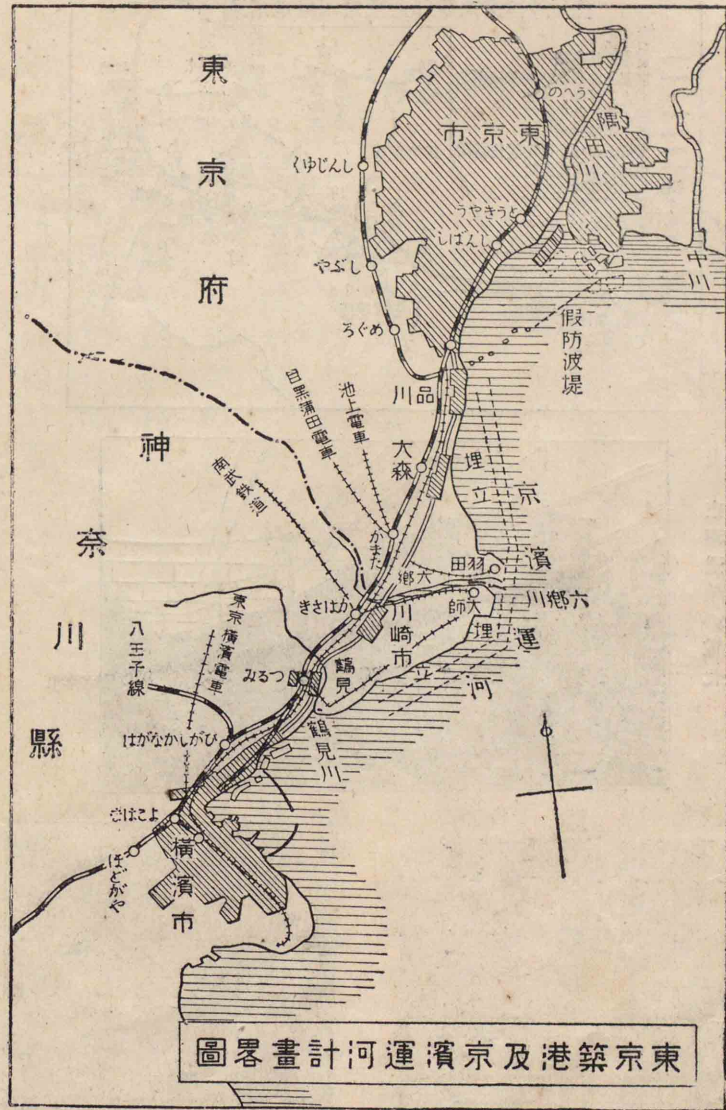 東京府
東京市
うへの
隅田川
中川
しんじゆく
とうきやう
しんばし
しぶや
めぐろ
假防波堤
品川
池上電車
目黒蒲田電車
大森
埋立
京濱運河
南武鉄道
かまた
神奈川縣
羽田
六郷
六郷川
大師
かはさき
川崎市
埋立
東京横濱電車
八王子線
つるみ
鶴見
鶴見川
ひがしかながは
よこはま
ほどがや
横濱市
東京築港及京濱運河計畫畧圖